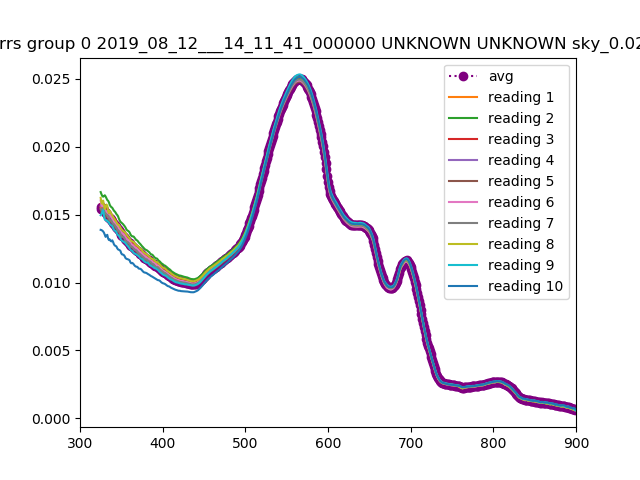 rrs group 0 2019_08_12___14_11_41_000000 UNKNOWN UNKNOWN sky_0.02
0.025
0.020
0.015
0.010
0.005
0.000
300 400 500 600 700 800 900
avg
reading 1
reading 2
reading 3
reading 4
reading 5
reading 6
reading 7
reading 8
reading 9
reading 10